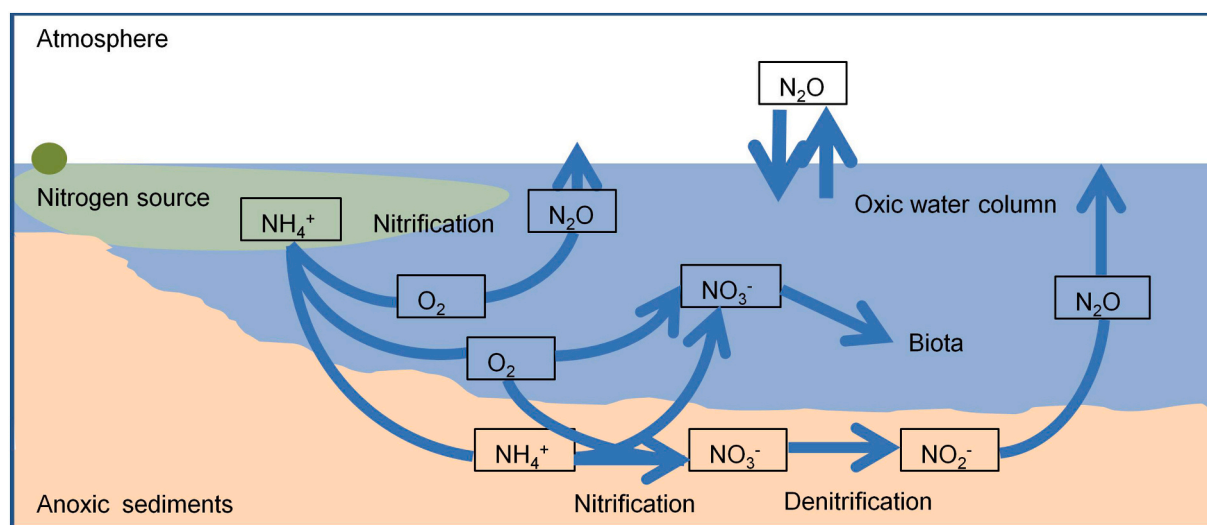 Atmosphere
N₂O
Nitrogen source
NH₄⁺
Nitrification
N₂O
Oxic water column
O₂
NO₃⁻
N₂O
O₂
Biota
NH₄⁺
NO₃⁻
NO₂⁻
Anoxic sediments
Nitrification
Denitrification